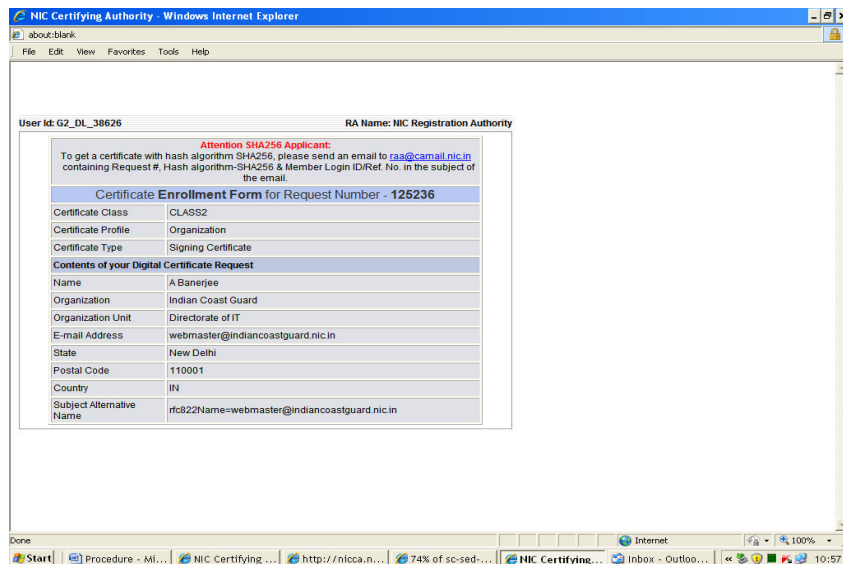 NIC Certifying Authority - Windows Internet Explorer
about:blank
File Edit View Favorites Tools Help
User Id: G2_DL_38626 RA Name: NIC Registration Authority
Attention SHA256 Applicant:
To get a certificate with hash algorithm SHA256, please send an email to raa@camail.nic.in
containing Request #, Hash algorithm-SHA256 & Member Login ID/Ref. No. in the subject of
the email.
Certificate Enrollment Form for Request Number - 125236
Certificate Class CLASS2
Certificate Profile Organization
Certificate Type Signing Certificate
Contents of your Digital Certificate Request
Name A Banerjee
Organization Indian Coast Guard
Organization Unit Directorate of IT
E-mail Address webmaster@indiancoastguard.nic.in
State New Delhi
Postal Code 110001
Country IN
Subject Alternative
Name rfc822Name=webmaster@indiancoastguard.nic.in
Done Internet 100%
Start Procedure - Mi... NIC Certifying ... http://nicca.n... 74% of sc-sed-... NIC Certifying... Inbox - Outloo... 10:57